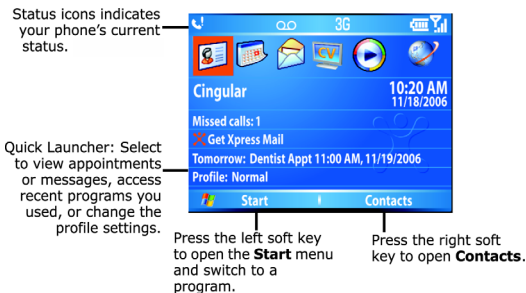 Status icons indicates
your phone's current
status.
3G
CV
Cingular
10:20 AM
11/18/2006
Missed calls: 1
Get Xpress Mail
Tomorrow: Dentist Appt 11:00 AM, 11/19/2006
Profile: Normal
Start
Contacts
Quick Launcher: Select
to view appointments
or messages, access
recent programs you
used, or change the
profile settings.
Press the left soft key
to open the Start menu
and switch to a
program.
Press the right soft
key to open Contacts.